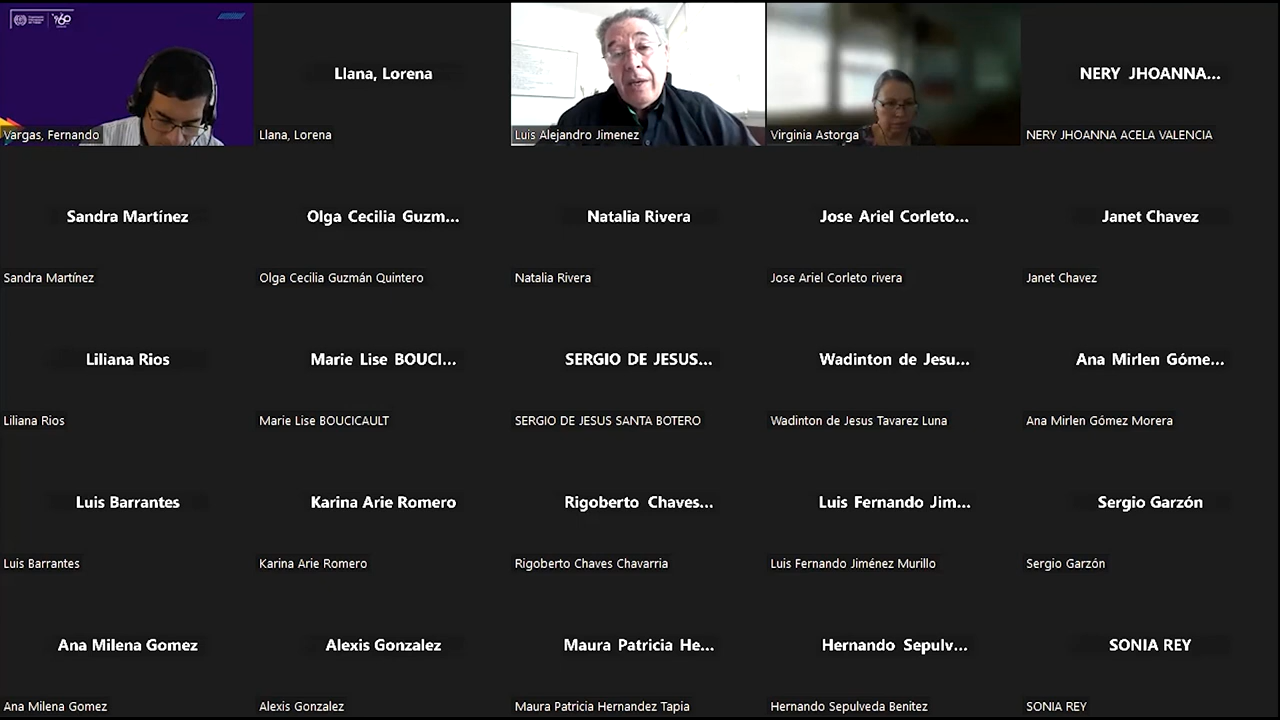 Llana, Lorena
NERY JHOANNA...
Vargas, Fernando
Llana, Lorena
Luis Alejandro Jimenez
Virginia Astorga
NERY JHOANNA ACELA VALENCIA
Sandra Martínez
Olga Cecilia Guzm...
Natalia Rivera
Jose Ariel Corleto...
Janet Chavez
Sandra Martínez
Olga Cecilia Guzmán Quintero
Natalia Rivera
Jose Ariel Corleto rivera
Janet Chavez
Liliana Rios
Marie Lise BOUCI...
SERGIO DE JESUS...
Wadinton de Jesu...
Ana Mirlen Góme...
Liliana Rios
Marie Lise BOUCICAULT
SERGIO DE JESUS SANTA BOTERO
Wadinton de Jesus Tavarez Luna
Ana Mirlen Gómez Morera
Luis Barrantes
Karina Arie Romero
Rigoberto Chaves...
Luis Fernando Jim...
Sergio Garzón
Luis Barrantes
Karina Arie Romero
Rigoberto Chaves Chavarria
Luis Fernando Jiménez Murillo
Sergio Garzón
Ana Milena Gomez
Alexis Gonzalez
Maura Patricia He...
Hernando Sepulv...
SONIA REY
Ana Milena Gomez
Alexis Gonzalez
Maura Patricia Hernandez Tapia
Hernando Sepulveda Benitez
SONIA REY